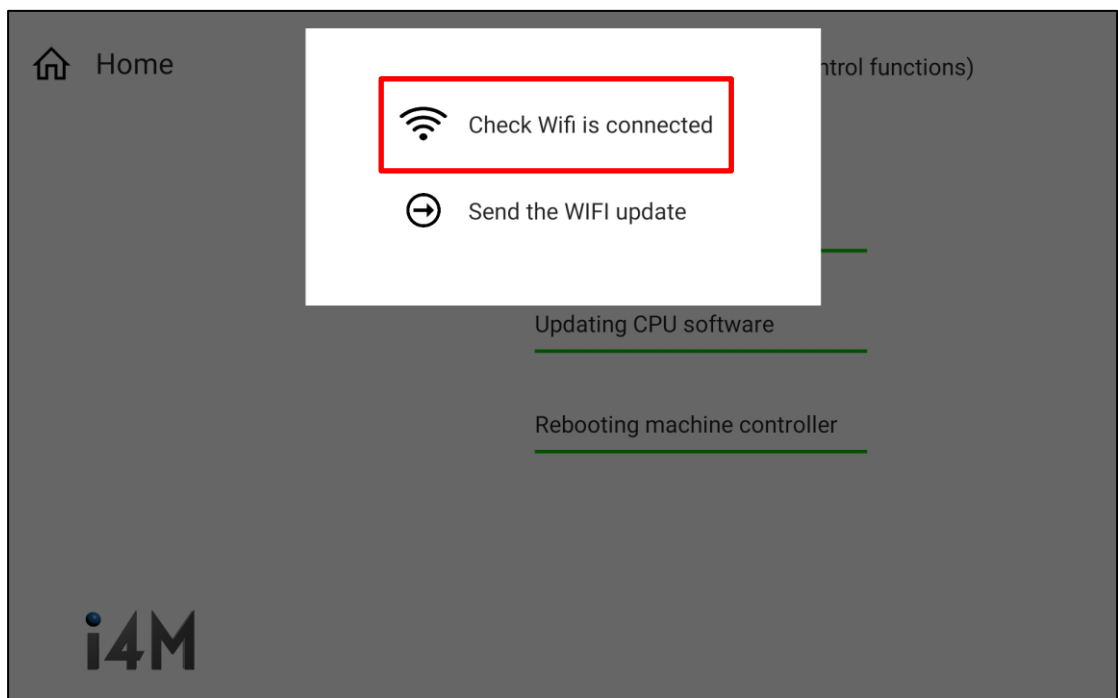 Home
ntrol functions)
Check Wifi is connected
Send the WIFI update
Updating CPU software
Rebooting machine controller
i4M